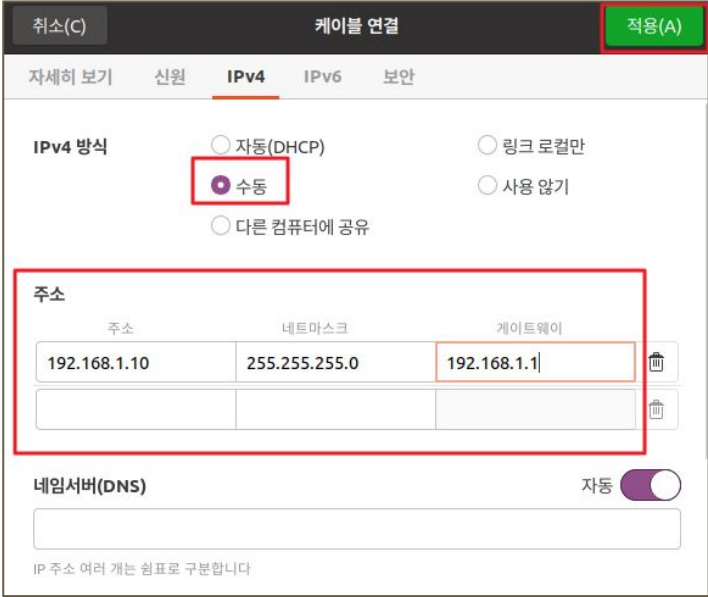 취소(C) 케이블 연결 적용(A)
자세히 보기 신원 IPv4 IPv6 보안
IPv4 방식 자동(DHCP) 링크 로컬만
수동 사용 않기
다른 컴퓨터에 공유
주소
주소 네트마스크 게이트웨이
192.168.1.10 255.255.255.0 192.168.1.1
네임서버(DNS) 자동
IP 주소 여러 개는 쉼표로 구분합니다